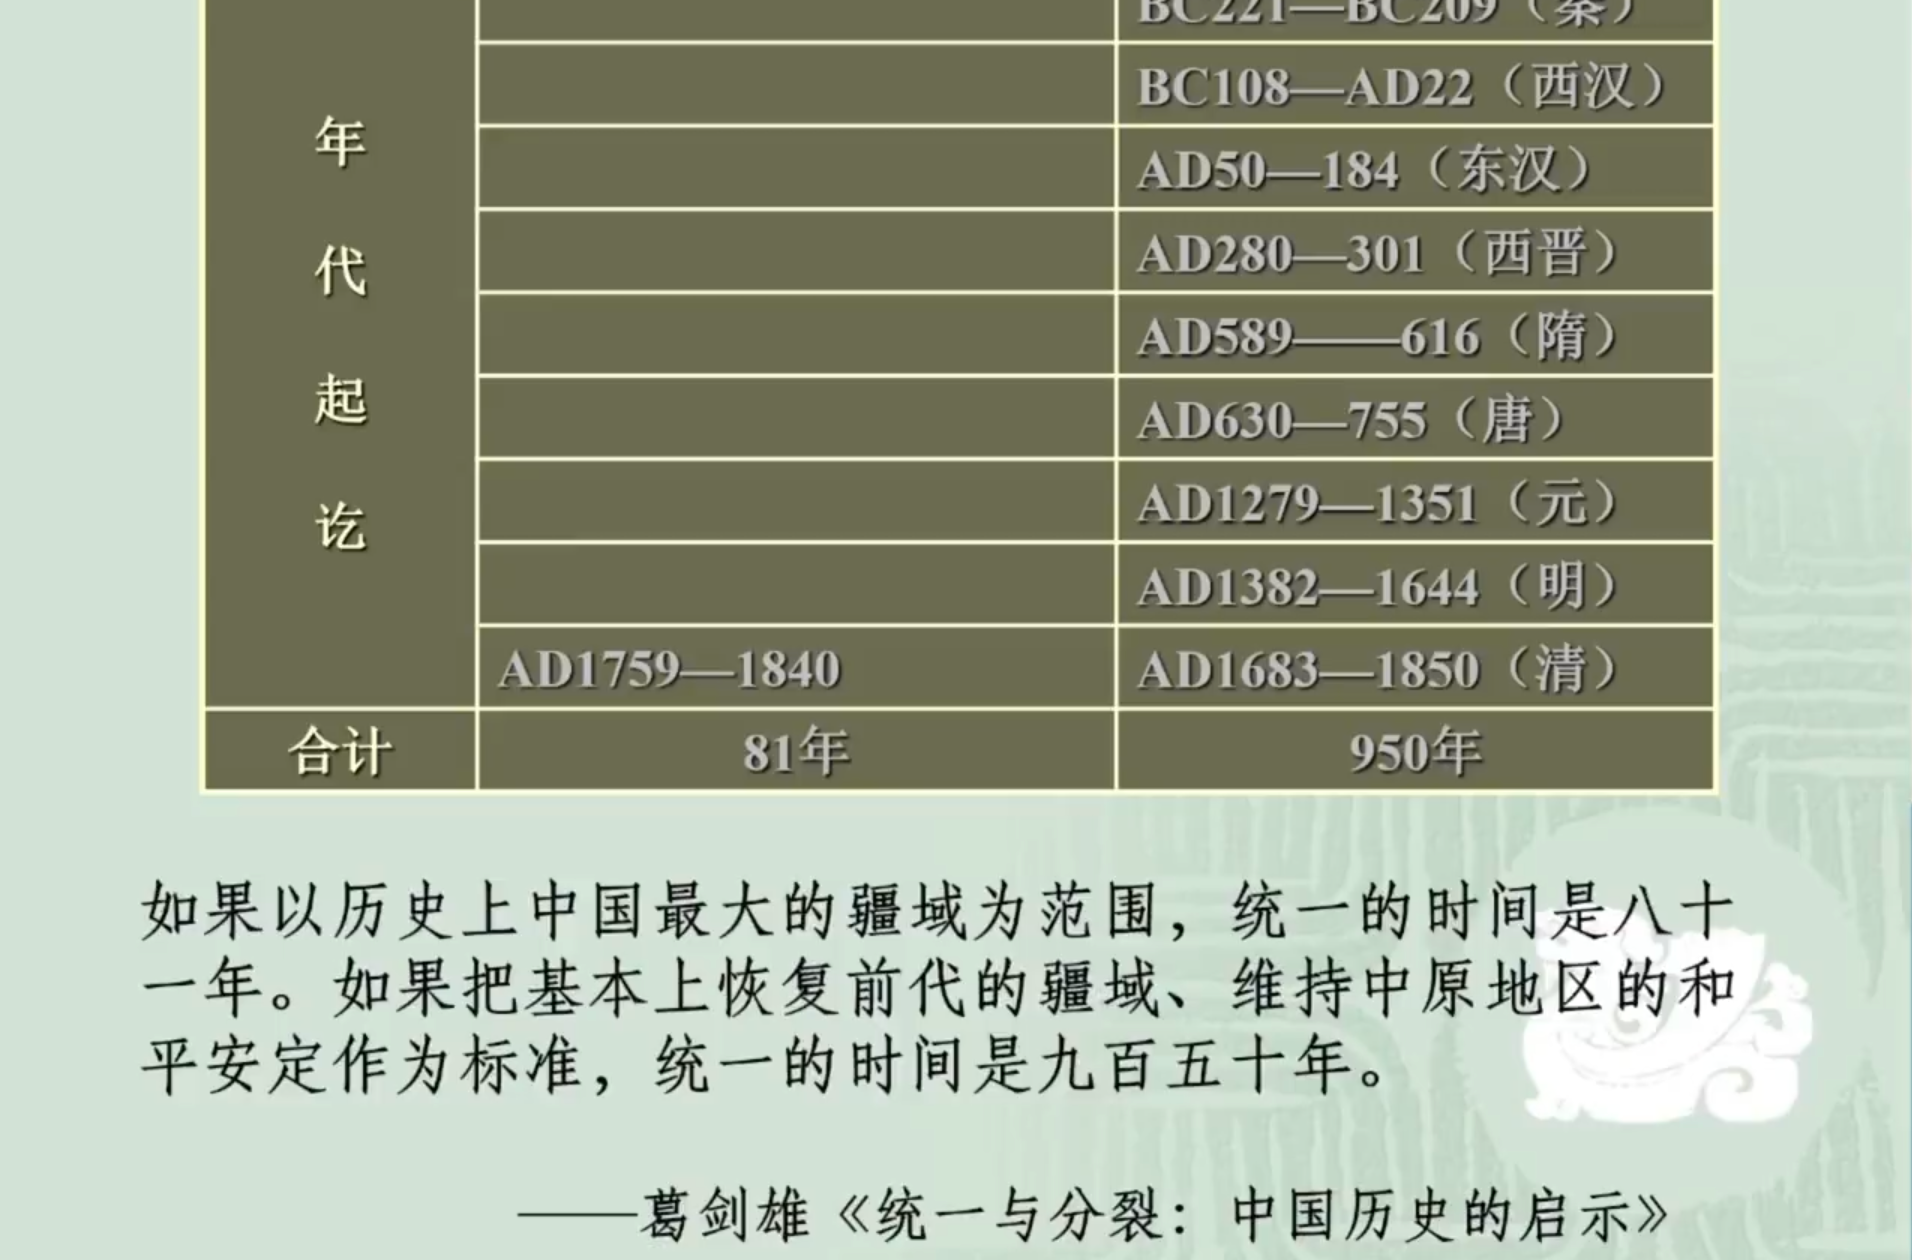 BC221—BC209（秦）
BC108—AD22（西汉）
年
AD50—184（东汉）
代
AD280—301（西晋）
AD589——616（隋）
起
AD630—755（唐）
讫
AD1279—1351（元）
AD1382—1644（明）
AD1759—1840 AD1683—1850（清）
合计 81年 950年
如果以历史上中国最大的疆域为范围，统一的时间是八十
一年。如果把基本上恢复前代的疆域、维持中原地区的和
平安定作为标准，统一的时间是九百五十年。
——葛剑雄《统一与分裂：中国历史的启示》